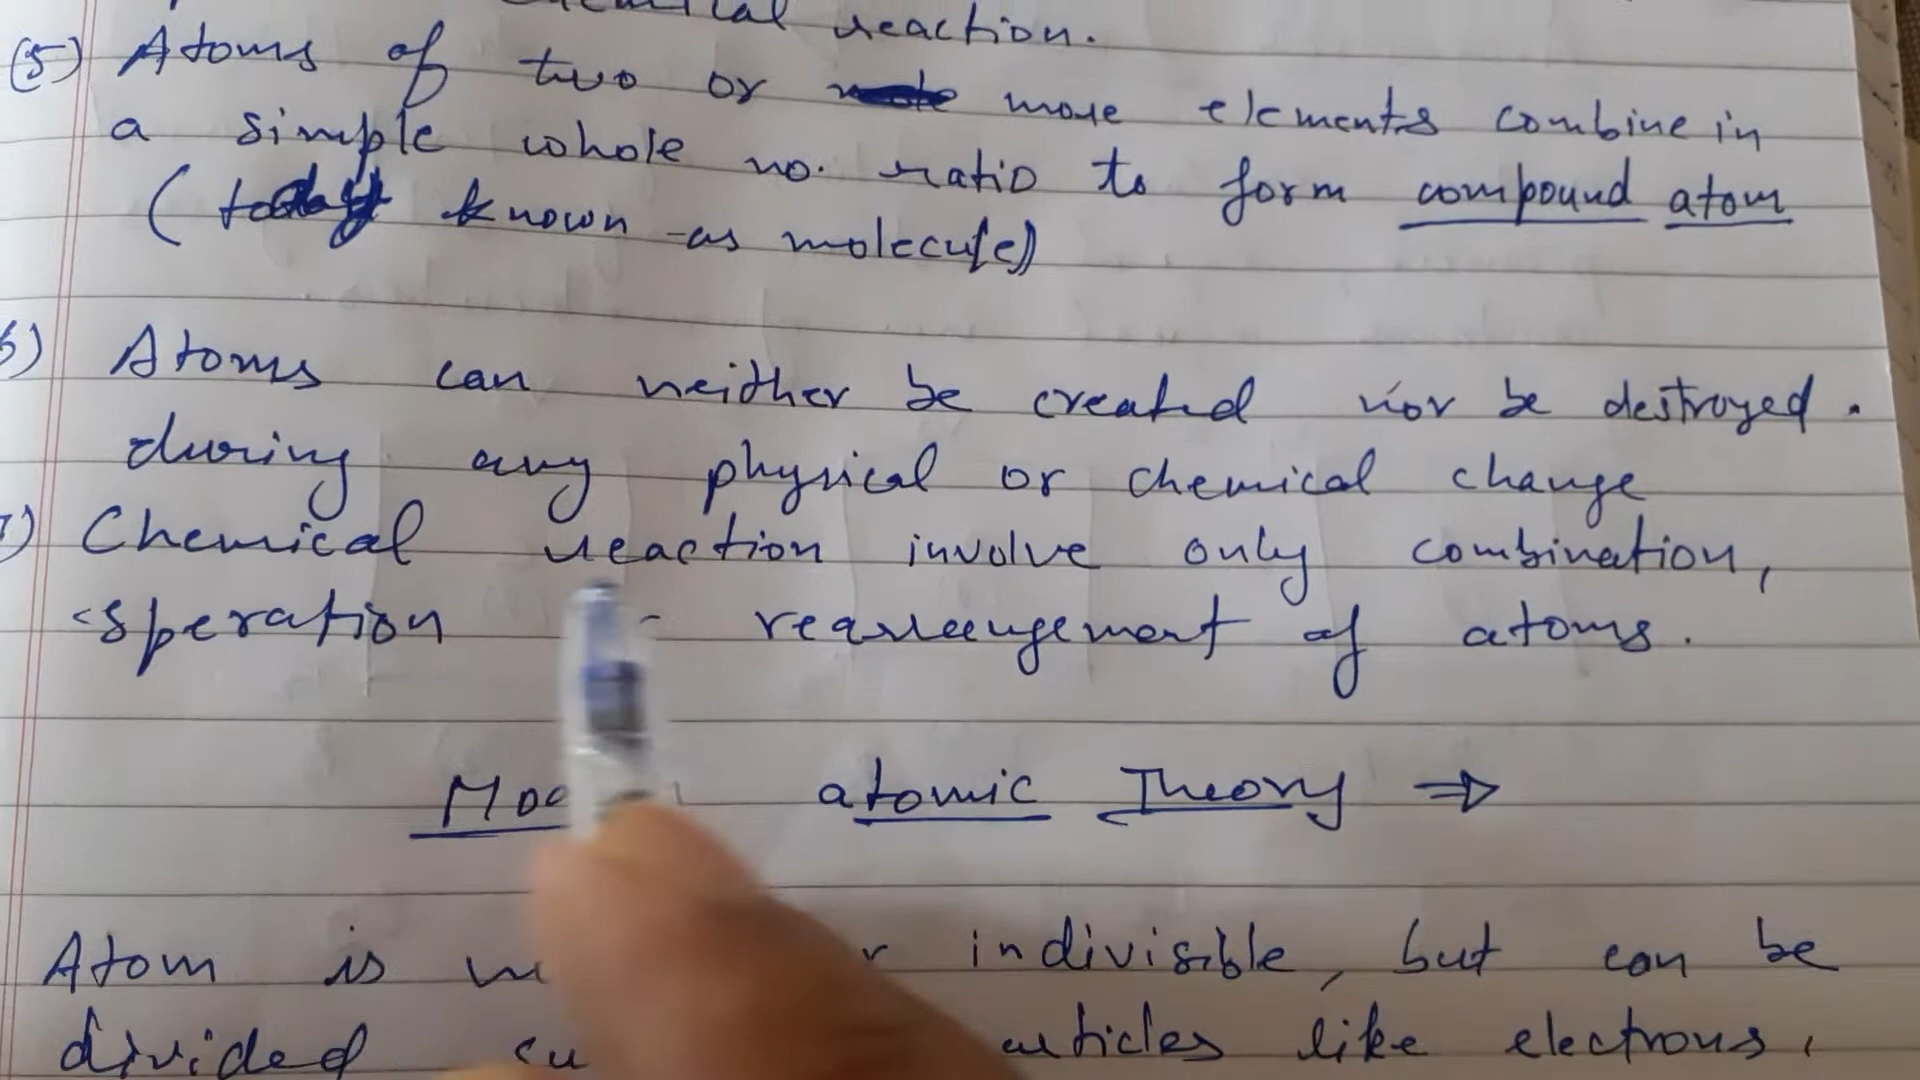 reaction.
(5) Atoms of two or more elements combine in
a simple whole no. ratio to form compound atom
( today known as molecule)
6) Atoms can neither be created nor be destroyed.
during any physical or chemical change
7) Chemical reaction involve only combination,
speration rearreengement of atoms.
atomic Theory ⇒
Atom is indivisible, but can be
divided like electrons,